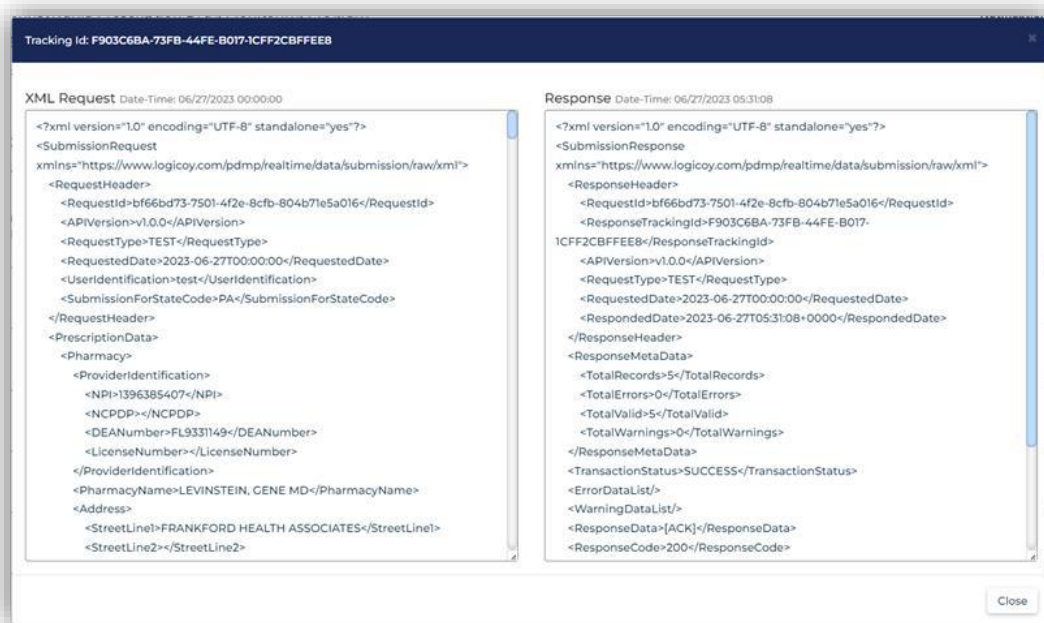 Tracking Id: F903C6BA-73FB-44FE-B017-1CFF2CBFFEE8
XML Request Date-Time: 06/27/2023 00:00:00
<?xml version="1.0" encoding="UTF-8" standalone="yes"?>
<SubmissionRequest
xmlns="https://www.logicoy.com/pdmp/realtime/data/submission/raw/xml">
<RequestHeader>
<RequestId>bf66bd73-7501-4f2e-8cfb-804b71e5a016</RequestId>
<APIVersion>v1.0.0</APIVersion>
<RequestType>TEST</RequestType>
<RequestedDate>2023-06-27T00:00:00</RequestedDate>
<UserIdentification>test</UserIdentification>
<SubmissionForStateCode>PA</SubmissionForStateCode>
</RequestHeader>
<PrescriptionData>
<Pharmacy>
<ProviderIdentification>
<NPI>1396385407</NPI>
<NCPDP></NCPDP>
<DEANumber>FL9331149</DEANumber>
<LicenseNumber></LicenseNumber>
</ProviderIdentification>
<PharmacyName>LEVINSTEIN, GENE MD</PharmacyName>
<Address>
<StreetLine1>FRANKFORD HEALTH ASSOCIATES</StreetLine1>
<StreetLine2></StreetLine2>
Response Date-Time: 06/27/2023 05:31:08
<?xml version="1.0" encoding="UTF-8" standalone="yes"?>
<SubmissionResponse
xmlns="https://www.logicoy.com/pdmp/realtime/data/submission/raw/xml">
<ResponseHeader>
<RequestId>bf66bd73-7501-4f2e-8cfb-804b71e5a016</RequestId>
<ResponseTrackingId>F903C6BA-73FB-44FE-B017-
1CFF2CBFFEE8</ResponseTrackingId>
<APIVersion>v1.0.0</APIVersion>
<RequestType>TEST</RequestType>
<RequestedDate>2023-06-27T00:00:00</RequestedDate>
<RespondedDate>2023-06-27T05:31:08+0000</RespondedDate>
</ResponseHeader>
<ResponseMetaData>
<TotalRecords>5</TotalRecords>
<TotalErrors>0</TotalErrors>
<TotalValid>5</TotalValid>
<TotalWarnings>0</TotalWarnings>
</ResponseMetaData>
<TransactionStatus>SUCCESS</TransactionStatus>
<ErrorDataList/>
<WarningDataList/>
<ResponseData>[ACK]</ResponseData>
<ResponseCode>200</ResponseCode>
Close